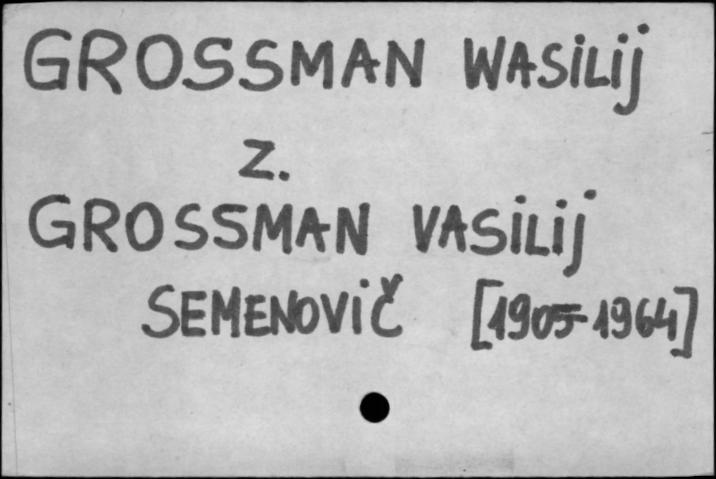 GROSSMAN WASiLij
Z.
GROSSMAN VASiLij
SEMENOViČ [1905-1964]